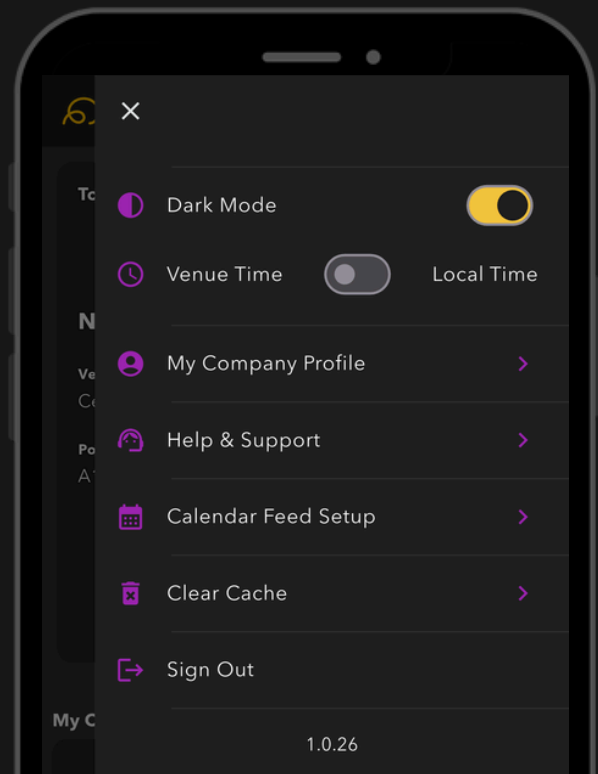 Dark Mode
Venue Time Local Time
My Company Profile
Help & Support
Calendar Feed Setup
Clear Cache
Sign Out
My C
1.0.26